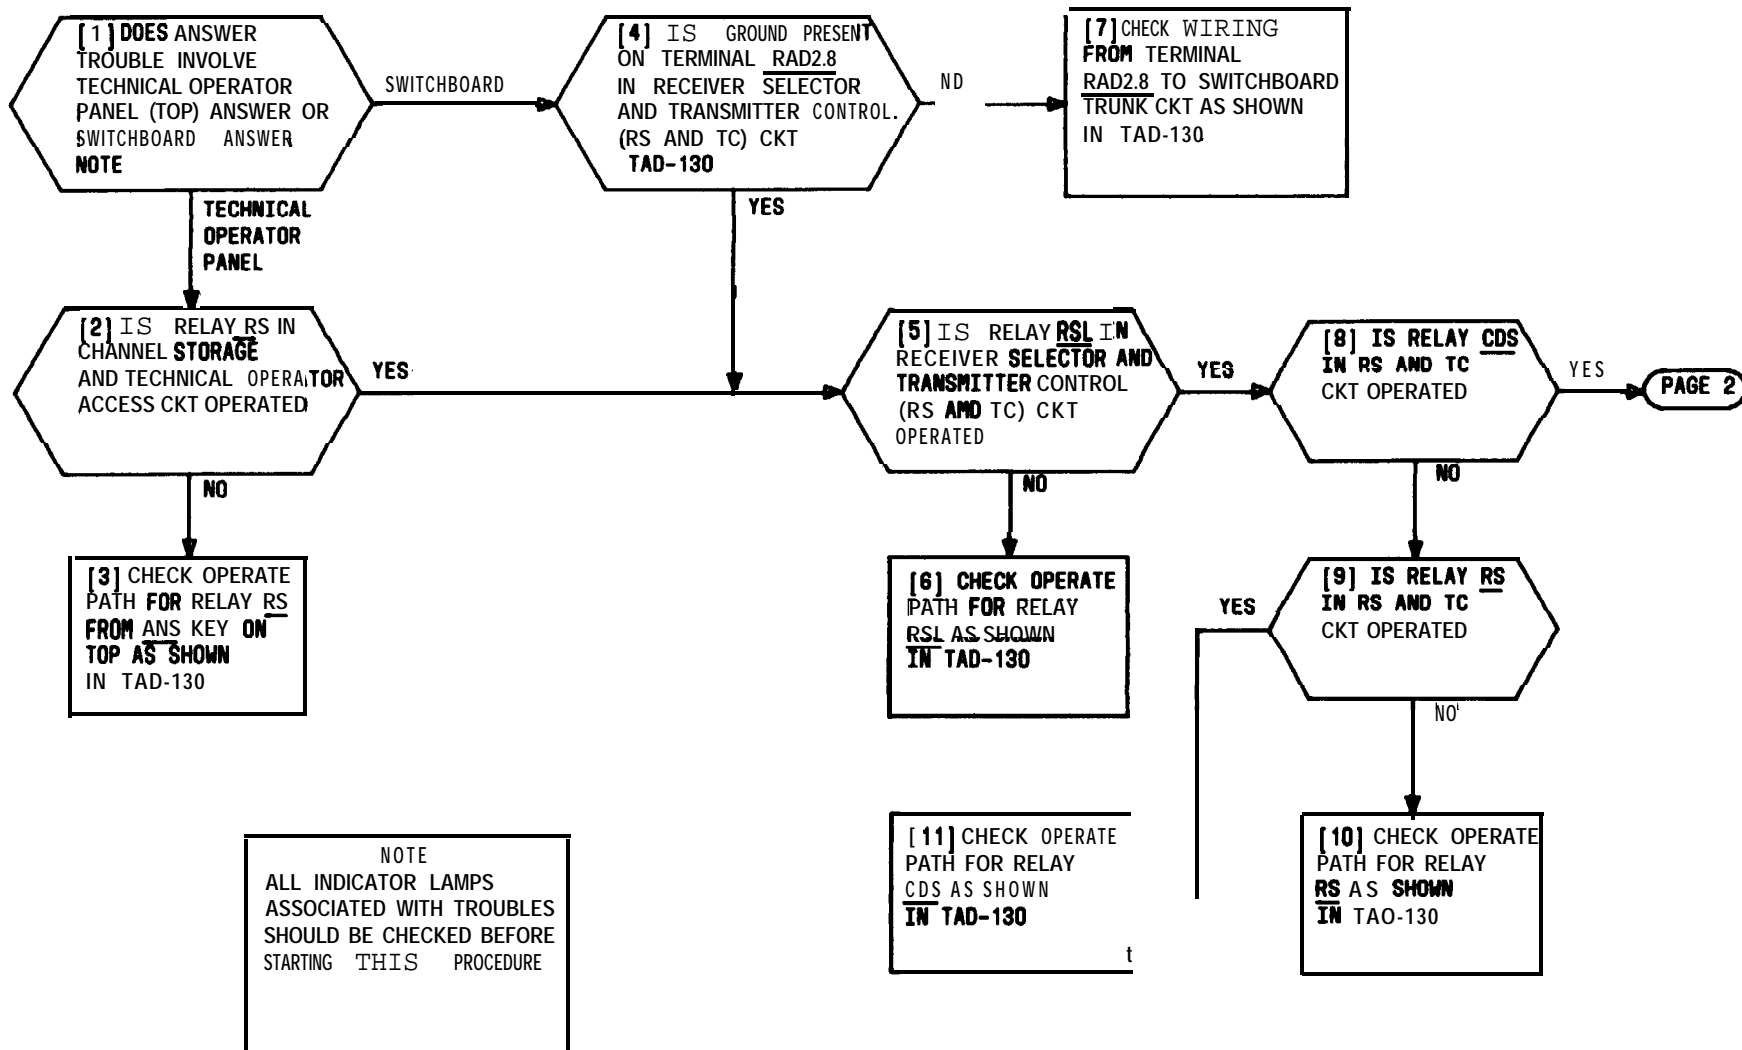 [1] DOES ANSWER
TROUBLE INVOLVE
TECHNICAL OPERATOR
PANEL (TOP) ANSWER OR
SWITCHBOARD ANSWER
NOTE
SWITCHBOARD
[4] IS GROUND PRESENT
ON TERMINAL RAD2.8
IN RECEIVER SELECTOR
AND TRANSMITTER CONTROL.
(RS AND TC) CKT
TAD-130
ND
[7] CHECK WIRING
FROM TERMINAL
RAD2.8 TO SWITCHBOARD
TRUNK CKT AS SHOWN
IN TAD-130
TECHNICAL
OPERATOR
PANEL
YES
[2] IS RELAY RS IN
CHANNEL STORAGE
AND TECHNICAL OPERATOR
ACCESS CKT OPERATED
YES
[5] IS RELAY RSL IN
RECEIVER SELECTOR AND
TRANSMITTER CONTROL
(RS AMD TC) CKT
OPERATED
YES
[8] IS RELAY CDS
IN RS AND TC
CKT OPERATED
YES
PAGE 2
NO
NO
NO
[3] CHECK OPERATE
PATH FOR RELAY RS
FROM ANS KEY ON
TOP AS SHOWN
IN TAD-130
[6] CHECK OPERATE
PATH FOR RELAY
RSL AS SHOWN
IN TAD-130
YES
[9] IS RELAY RS
IN RS AND TC
CKT OPERATED
NO
NOTE
ALL INDICATOR LAMPS
ASSOCIATED WITH TROUBLES
SHOULD BE CHECKED BEFORE
STARTING THIS PROCEDURE
[11] CHECK OPERATE
PATH FOR RELAY
CDS AS SHOWN
IN TAD-130
t
[10] CHECK OPERATE
PATH FOR RELAY
RS AS SHOWN
IN TAO-130